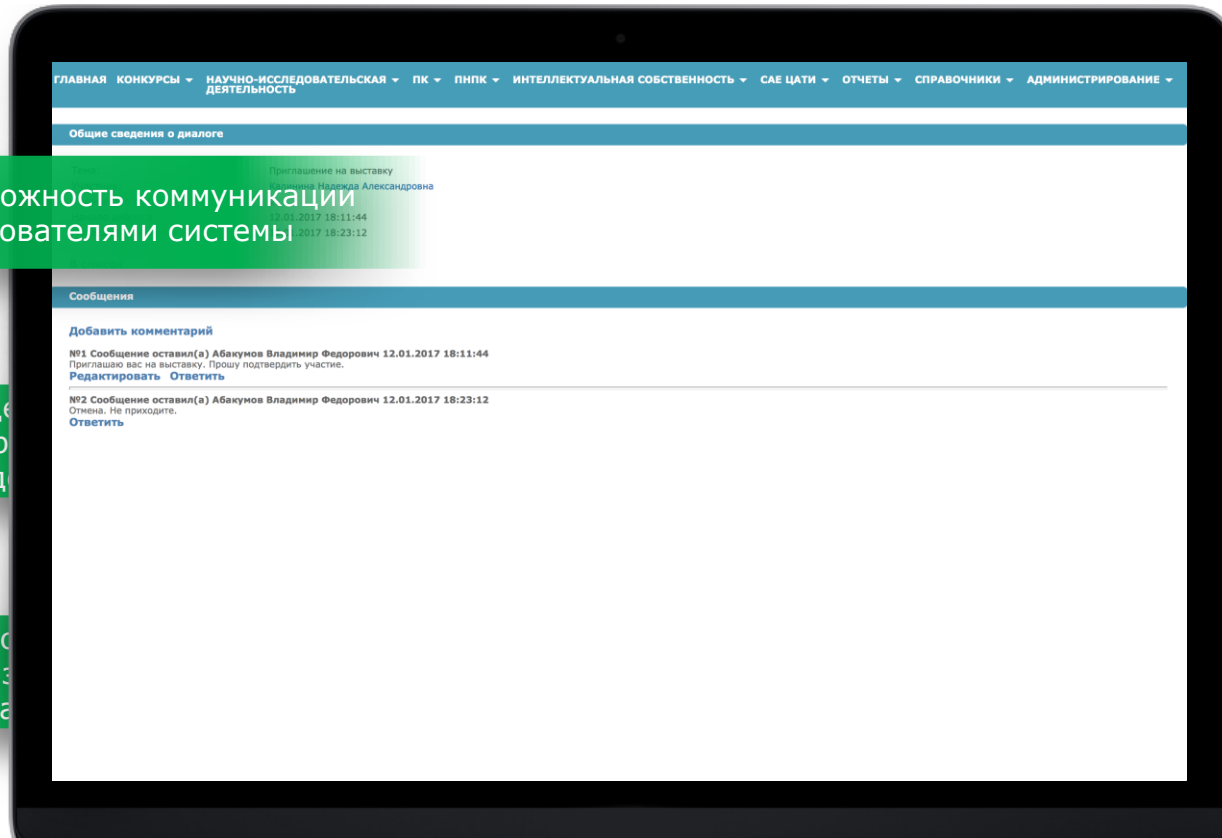 ГЛАВНАЯ КОНКУРСЫ НАУЧНО-ИССЛЕДОВАТЕЛЬСКАЯ ДЕЯТЕЛЬНОСТЬ ПК ПНПК ИНТЕЛЛЕКТУАЛЬНАЯ СОБСТВЕННОСТЬ САЕ ЦАТИ ОТЧЕТЫ СПРАВОЧНИКИ АДМИНИСТРИРОВАНИЕ
Общие сведения о диалоге
Приглашение на выставку
Калинина Надежда Александровна
ожность коммуникации
12.01.2017 18:11:44
ователями системы
.2017 18:23:12
Сообщения
Добавить комментарий
№1 Сообщение оставил(а) Абакумов Владимир Федорович 12.01.2017 18:11:44
Приглашаю вас на выставку. Прошу подтвердить участие.
Редактировать Ответить
№2 Сообщение оставил(а) Абакумов Владимир Федорович 12.01.2017 18:23:12
Отмена. Не приходите.
Ответить